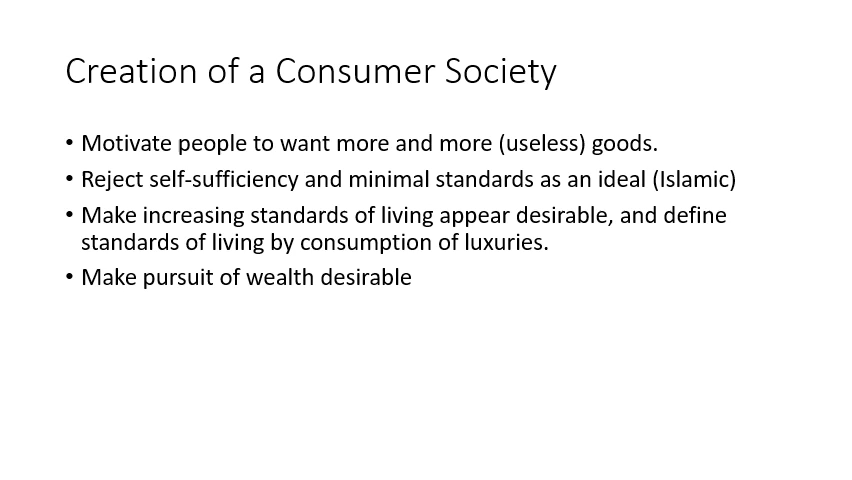 Creation of a Consumer Society
• Motivate people to want more and more (useless) goods.
• Reject self-sufficiency and minimal standards as an ideal (Islamic)
• Make increasing standards of living appear desirable, and define
standards of living by consumption of luxuries.
• Make pursuit of wealth desirable